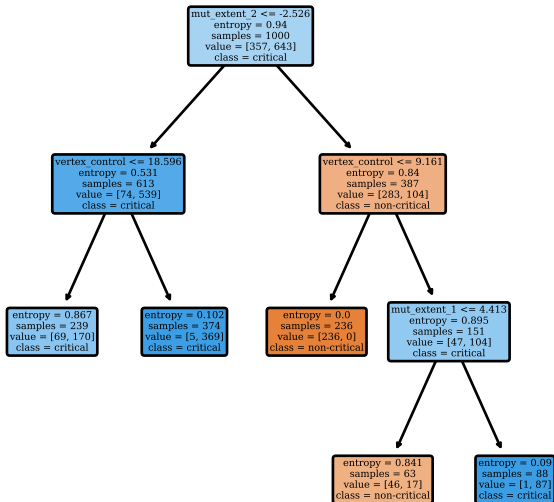 mut_extent_2 <= -2.526
entropy = 0.94
samples = 1000
value = [357, 643]
class = critical
vertex_control <= 18.596
entropy = 0.531
samples = 613
value = [74, 539]
class = critical
vertex_control <= 9.161
entropy = 0.84
samples = 387
value = [283, 104]
class = non-critical
entropy = 0.867
samples = 239
value = [69, 170]
class = critical
entropy = 0.102
samples = 374
value = [5, 369]
class = critical
entropy = 0.0
samples = 236
value = [236, 0]
class = non-critical
mut_extent_1 <= 4.413
entropy = 0.895
samples = 151
value = [47, 104]
class = critical
entropy = 0.841
samples = 63
value = [46, 17]
class = non-critical
entropy = 0.09
samples = 88
value = [1, 87]
class = critical